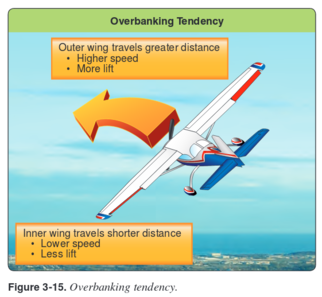 Overbanking Tendency
Outer wing travels greater distance
• Higher speed
• More lift
Inner wing travels shorter distance
• Lower speed
• Less lift
Figure 3-15. Overbanking tendency.